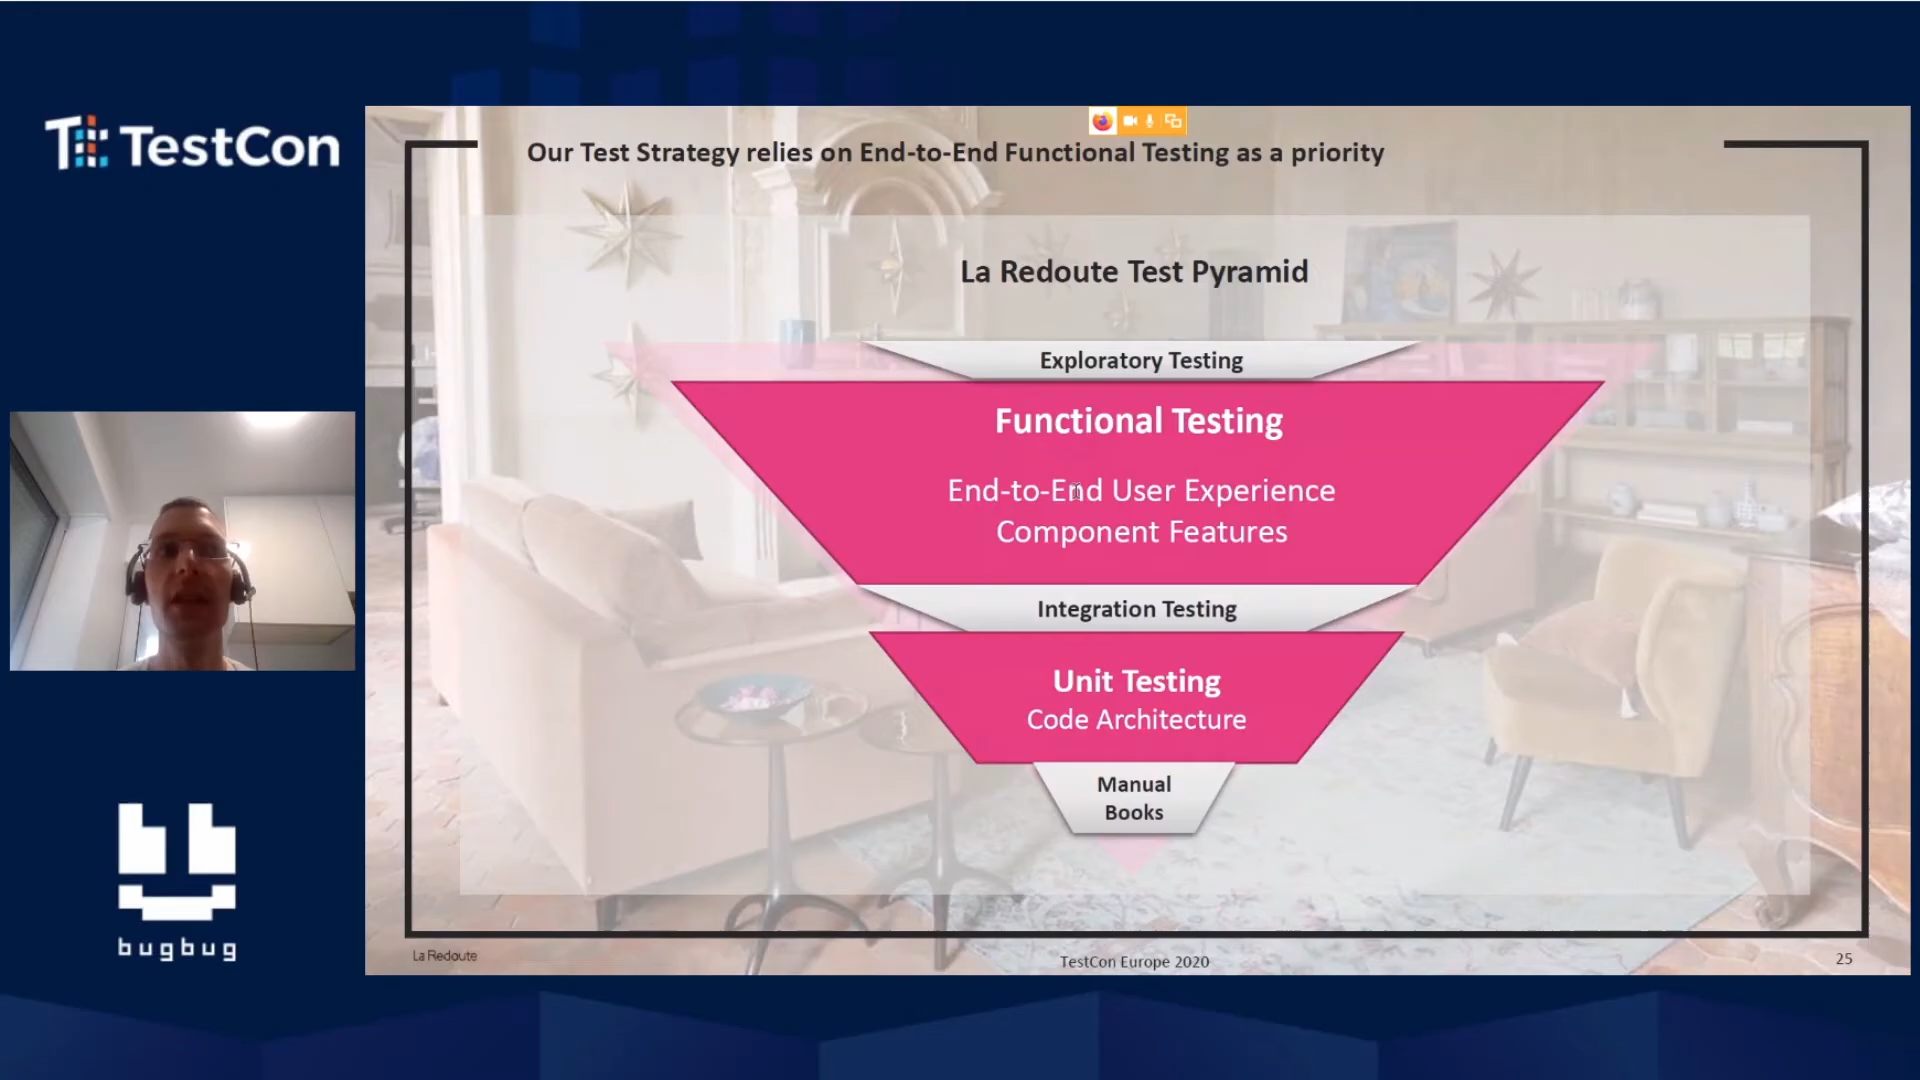 TestCon
Our Test Strategy relies on End-to-End Functional Testing as a priority
La Redoute Test Pyramid
Exploratory Testing
Functional Testing
End-to-End User Experience
Component Features
Integration Testing
Unit Testing
Code Architecture
Manual
Books
bugbug
La Redoute
TestCon Europe 2020
25